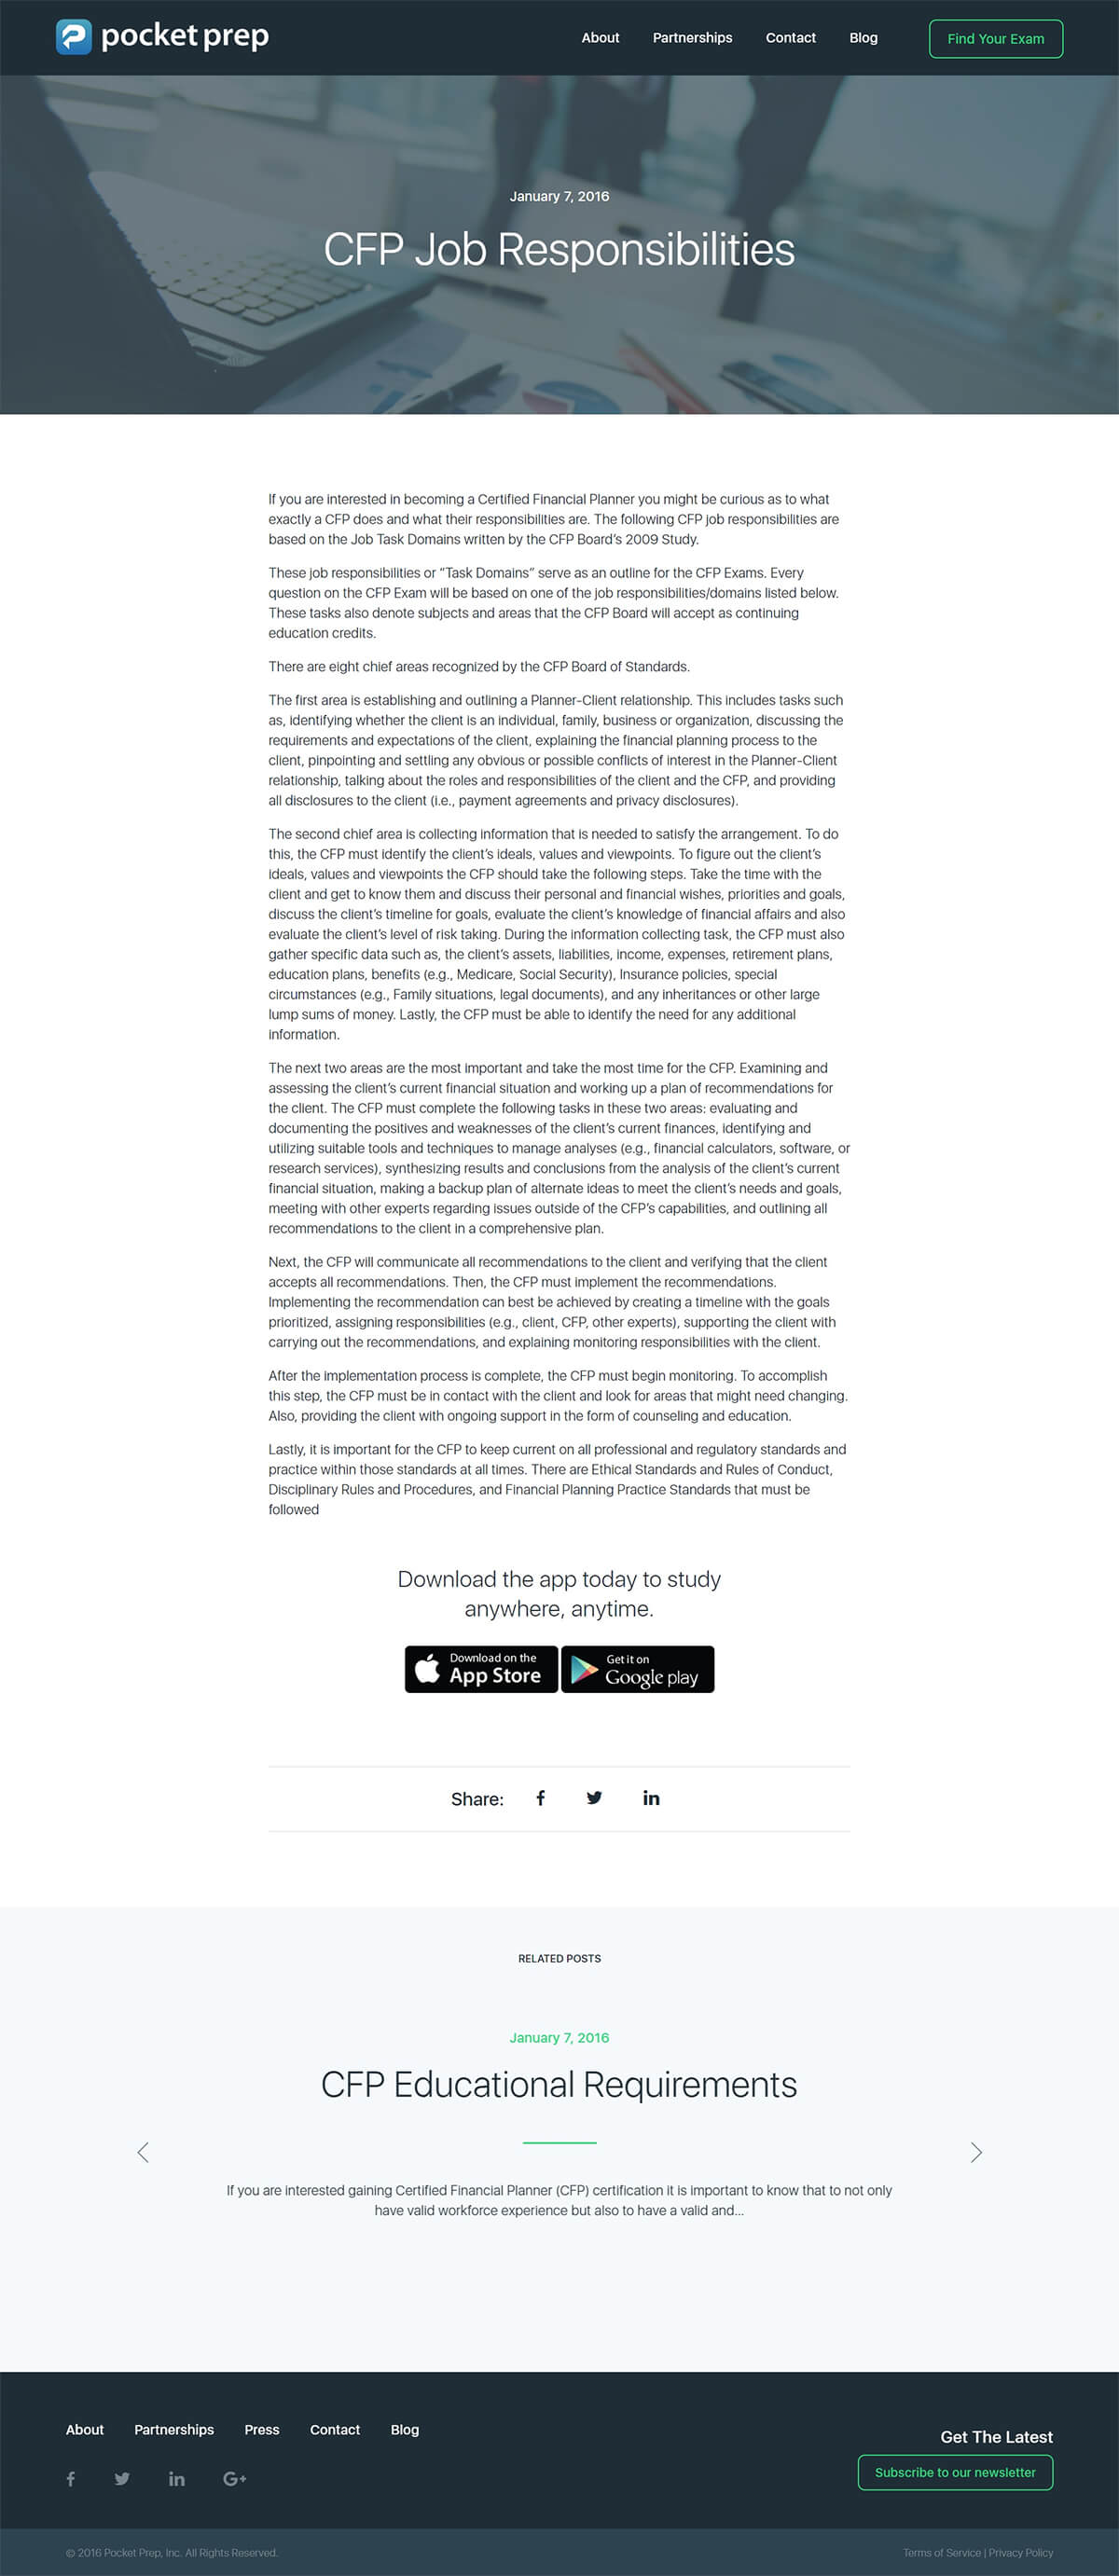 pocket prep
About Partnerships Contact Blog Find Your Exam
January 7, 2016
CFP Job Responsibilities
If you are interested in becoming a Certified Financial Planner you might be curious as to what
exactly a CFP does and what their responsibilities are. The following CFP job responsibilities are
based on the Job Task Domains written by the CFP Board’s 2009 Study.
These job responsibilities or “Task Domains” serve as an outline for the CFP Exams. Every
question on the CFP Exam will be based on one of the job responsibilities/domains listed below.
These tasks also denote subjects and areas that the CFP Board will accept as continuing
education credits.
There are eight chief areas recognized by the CFP Board of Standards.
The first area is establishing and outlining a Planner-Client relationship. This includes tasks such
as, identifying whether the client is an individual, family, business or organization, discussing the
requirements and expectations of the client, explaining the financial planning process to the
client, pinpointing and settling any obvious or possible conflicts of interest in the Planner-Client
relationship, talking about the roles and responsibilities of the client and the CFP, and providing
all disclosures to the client (i.e., payment agreements and privacy disclosures).
The second chief area is collecting information that is needed to satisfy the arrangement. To do
this, the CFP must identify the client’s ideals, values and viewpoints. To figure out the client’s
ideals, values and viewpoints the CFP should take the following steps. Take the time with the
client and get to know them and discuss their personal and financial wishes, priorities and goals,
discuss the client’s timeline for goals, evaluate the client’s knowledge of financial affairs and also
evaluate the client’s level of risk taking. During the information collecting task, the CFP must also
gather specific data such as, the client’s assets, liabilities, income, expenses, retirement plans,
education plans, benefits (e.g., Medicare, Social Security), Insurance policies, special
circumstances (e.g., Family situations, legal documents), and any inheritances or other large
lump sums of money. Lastly, the CFP must be able to identify the need for any additional
information.
The next two areas are the most important and take the most time for the CFP. Examining and
assessing the client’s current financial situation and working up a plan of recommendations for
the client. The CFP must complete the following tasks in these two areas: evaluating and
documenting the positives and weaknesses of the client’s current finances, identifying and
utilizing suitable tools and techniques to manage analyses (e.g., financial calculators, software, or
research services), synthesizing results and conclusions from the analysis of the client’s current
financial situation, making a backup plan of alternate ideas to meet the client’s needs and goals,
meeting with other experts regarding issues outside of the CFP’s capabilities, and outlining all
recommendations to the client in a comprehensive plan.
Next, the CFP will communicate all recommendations to the client and verifying that the client
accepts all recommendations. Then, the CFP must implement the recommendations.
Implementing the recommendation can best be achieved by creating a timeline with the goals
prioritized, assigning responsibilities (e.g., client, CFP, other experts), supporting the client with
carrying out the recommendations, and explaining monitoring responsibilities with the client.
After the implementation process is complete, the CFP must begin monitoring. To accomplish
this step, the CFP must be in contact with the client and look for areas that might need changing.
Also, providing the client with ongoing support in the form of counseling and education.
Lastly, it is important for the CFP to keep current on all professional and regulatory standards and
practice within those standards at all times. There are Ethical Standards and Rules of Conduct,
Disciplinary Rules and Procedures, and Financial Planning Practice Standards that must be
followed
Download the app today to study
anywhere, anytime.
Download on the App Store
Get it on Google play
Share:
RELATED POSTS
January 7, 2016
CFP Educational Requirements
If you are interested gaining Certified Financial Planner (CFP) certification it is important to know that to not only
have valid workforce experience but also to have a valid and...
About Partnerships Press Contact Blog
Get The Latest
Subscribe to our newsletter
© 2016 Pocket Prep, Inc. All Rights Reserved.
Terms of Service | Privacy Policy